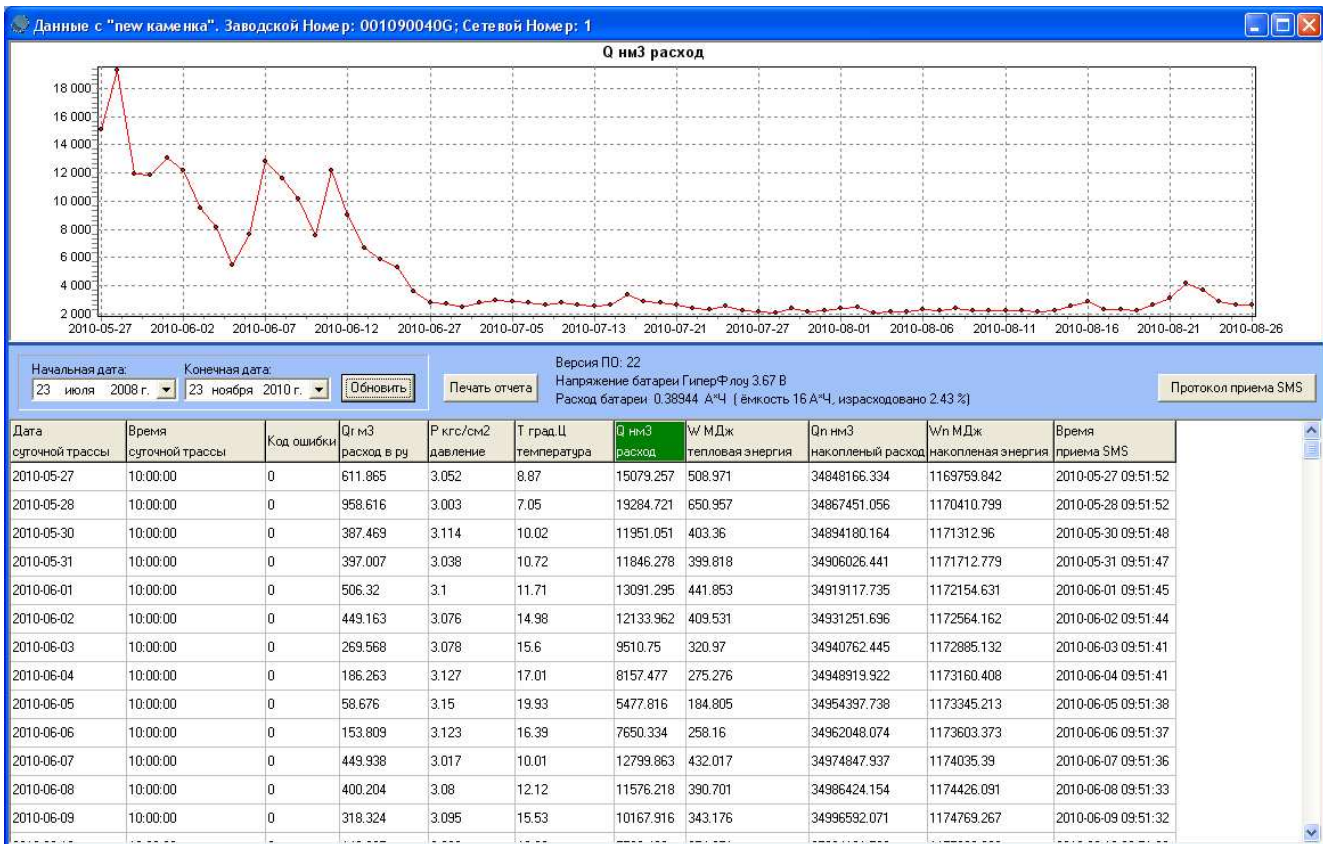 Данные с "new каменка". Заводской Номер: 001090040G; Сетевой Номер: 1
Q нм3 расход
18 000
16 000
14 000
12 000
10 000
8 000
6 000
4 000
2 000
2010-05-27 2010-06-02 2010-06-07 2010-06-12 2010-06-27 2010-07-05 2010-07-13 2010-07-21 2010-07-27 2010-08-01 2010-08-06 2010-08-11 2010-08-16 2010-08-21 2010-08-26
Начальная дата: Конечная дата:
23 июля 2008 г. 23 ноября 2010 г. Обновить
Печать отчета
Версия ПО: 22
Напряжение батареи ГиперФлоу 3.67 В
Расход батареи 0.38944 А*Ч ( ёмкость 16 А*Ч, израсходовано 2.43 %)
Протокол приема SMS
Дата Время Код ошибки Qr м3 P кгс/см2 T град.Ц Q нм3 W МДж Qn нм3 Wn МДж Время
суточной трассы суточной трассы расход в ру давление температура расход тепловая энергия накопленый расход накопленая энергия приема SMS
2010-05-27 10:00:00 0 611.865 3.052 8.87 15079.257 508.971 34848166.334 1169759.842 2010-05-27 09:51:52
2010-05-28 10:00:00 0 958.616 3.003 7.05 19284.721 650.957 34867451.056 1170410.799 2010-05-28 09:51:52
2010-05-30 10:00:00 0 387.469 3.114 10.02 11951.051 403.36 34894180.164 1171312.96 2010-05-30 09:51:48
2010-05-31 10:00:00 0 397.007 3.038 10.72 11846.278 399.818 34906026.441 1171712.779 2010-05-31 09:51:47
2010-06-01 10:00:00 0 506.32 3.1 11.71 13091.295 441.853 34919117.735 1172154.631 2010-06-01 09:51:45
2010-06-02 10:00:00 0 449.163 3.076 14.98 12133.962 409.531 34931251.696 1172564.162 2010-06-02 09:51:44
2010-06-03 10:00:00 0 269.568 3.078 15.6 9510.75 320.97 34940762.445 1172885.132 2010-06-03 09:51:41
2010-06-04 10:00:00 0 186.263 3.127 17.01 8157.477 275.276 34948919.922 1173160.408 2010-06-04 09:51:41
2010-06-05 10:00:00 0 58.676 3.15 19.93 5477.816 184.805 34954397.738 1173345.213 2010-06-05 09:51:38
2010-06-06 10:00:00 0 153.809 3.123 16.39 7650.334 258.16 34962048.074 1173603.373 2010-06-06 09:51:37
2010-06-07 10:00:00 0 449.938 3.017 10.01 12799.863 432.017 34974847.937 1174035.39 2010-06-07 09:51:36
2010-06-08 10:00:00 0 400.204 3.08 12.12 11576.218 390.701 34986424.154 1174426.091 2010-06-08 09:51:33
2010-06-09 10:00:00 0 318.324 3.095 15.53 10167.916 343.176 34996592.071 1174769.267 2010-06-09 09:51:32